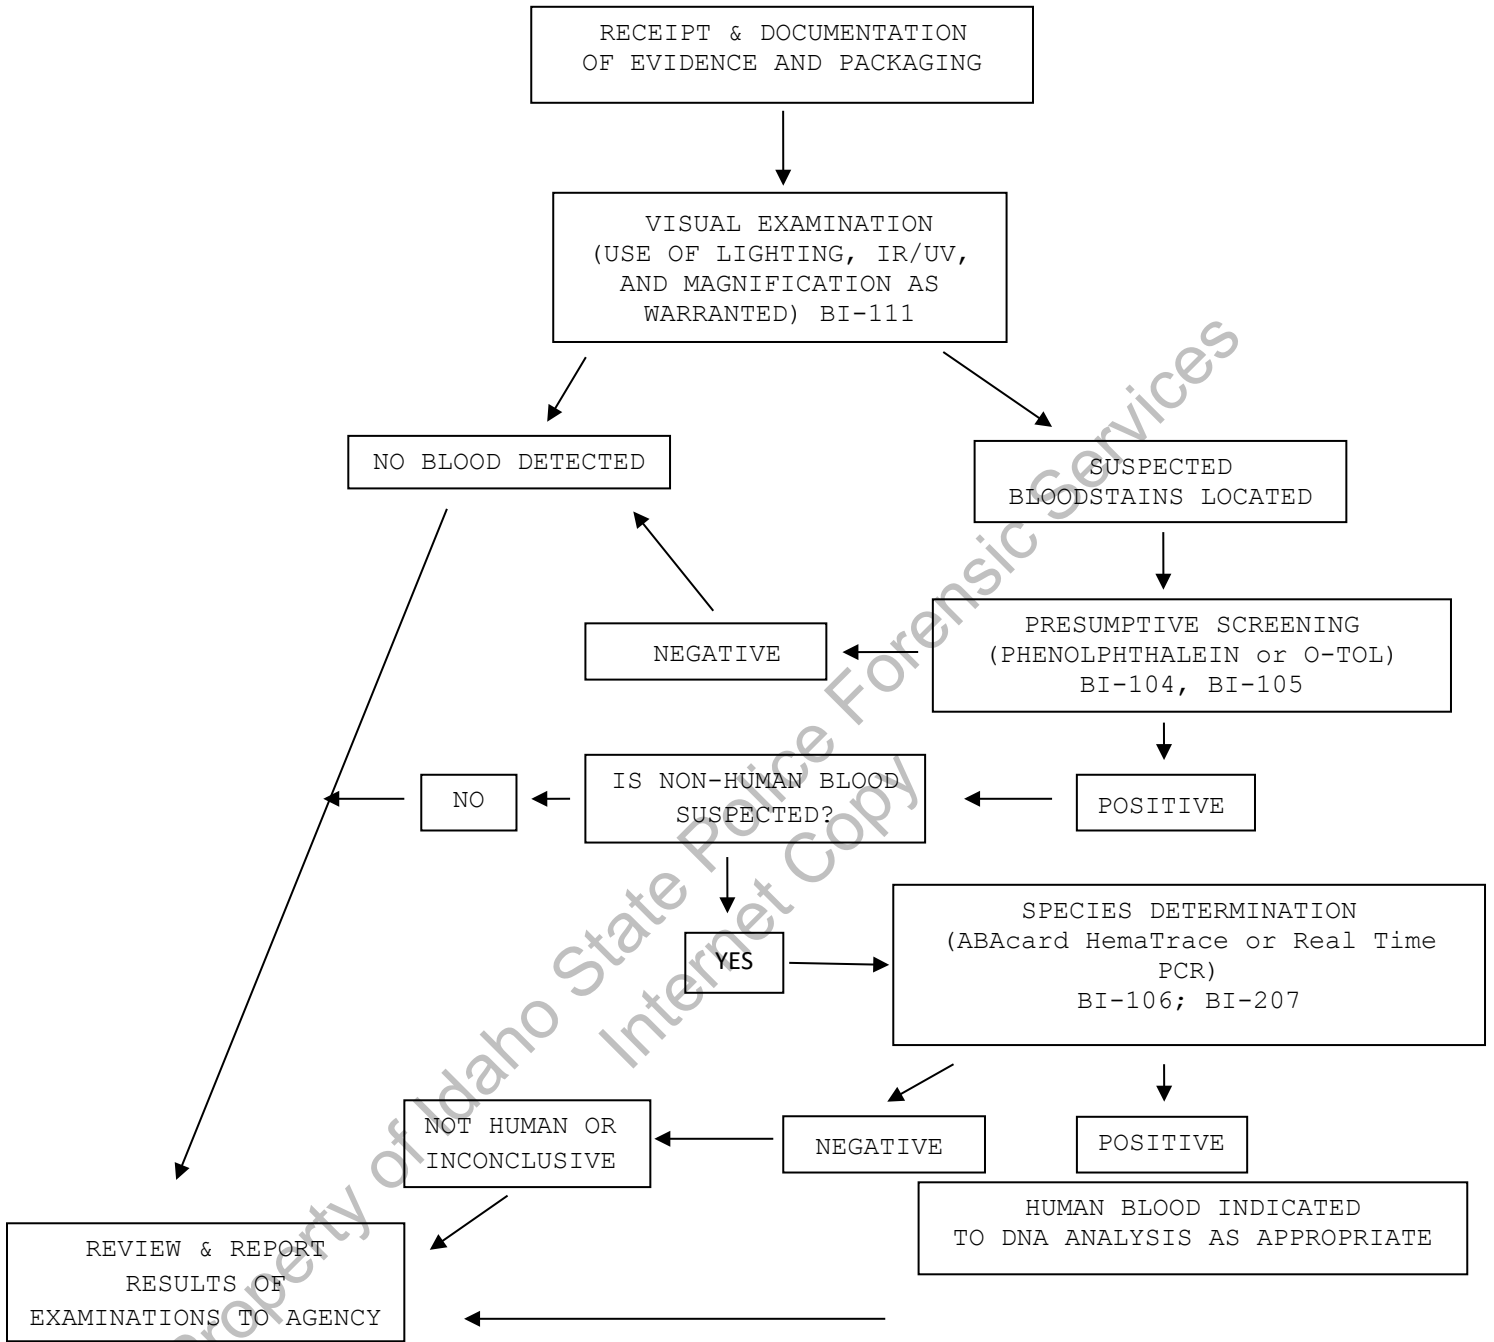 RECEIPT & DOCUMENTATION
OF EVIDENCE AND PACKAGING
VISUAL EXAMINATION
(USE OF LIGHTING, IR/UV,
AND MAGNIFICATION AS
WARRANTED) BI-111
NO BLOOD DETECTED
SUSPECTED
BLOODSTAINS LOCATED
PRESUMPTIVE SCREENING
(PHENOLPHTHALEIN or O-TOL)
BI-104, BI-105
NEGATIVE
IS NON-HUMAN BLOOD
SUSPECTED?
NO
POSITIVE
YES
SPECIES DETERMINATION
(ABAcard HemaTrace or Real Time
PCR)
BI-106; BI-207
NOT HUMAN OR
INCONCLUSIVE
NEGATIVE
POSITIVE
HUMAN BLOOD INDICATED
TO DNA ANALYSIS AS APPROPRIATE
REVIEW & REPORT
RESULTS OF
EXAMINATIONS TO AGENCY
Property of Idaho State Police Forensic Services
Internet Copy